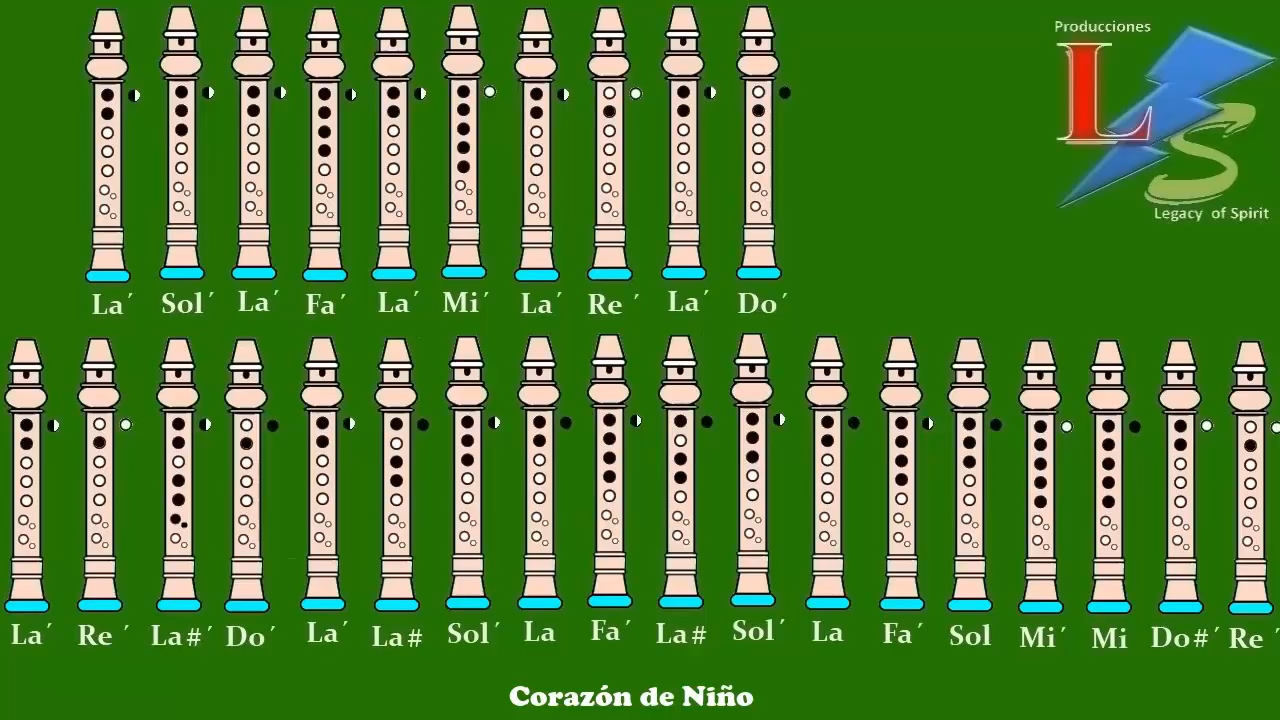 Producciones
LS
Legacy of Spirit
La´ Sol´ La´ Fa´ La´ Mi´ La´ Re´ La´ Do´
La´ Re´ La#´ Do´ La´ La# Sol´ La Fa´ La# Sol´ La Fa´ Sol Mi´ Mi Do#´ Re´
Corazón de Niño